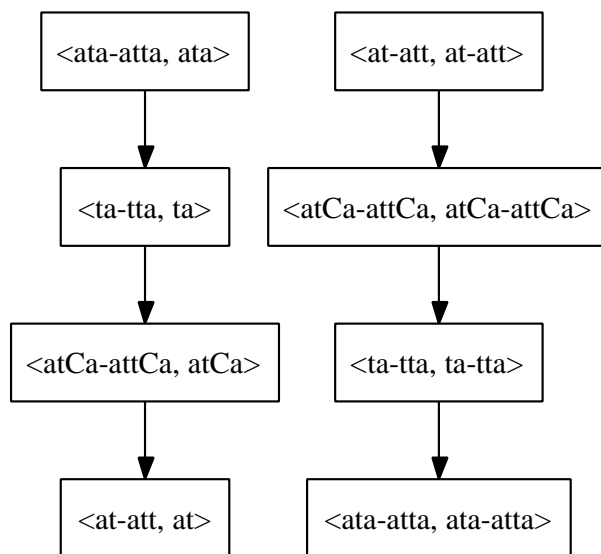 <ata-atta, ata>
<ta-tta, ta>
<atCa-attCa, atCa>
<at-att, at>
<at-att, at-att>
<atCa-attCa, atCa-attCa>
<ta-tta, ta-tta>
<ata-atta, ata-atta>